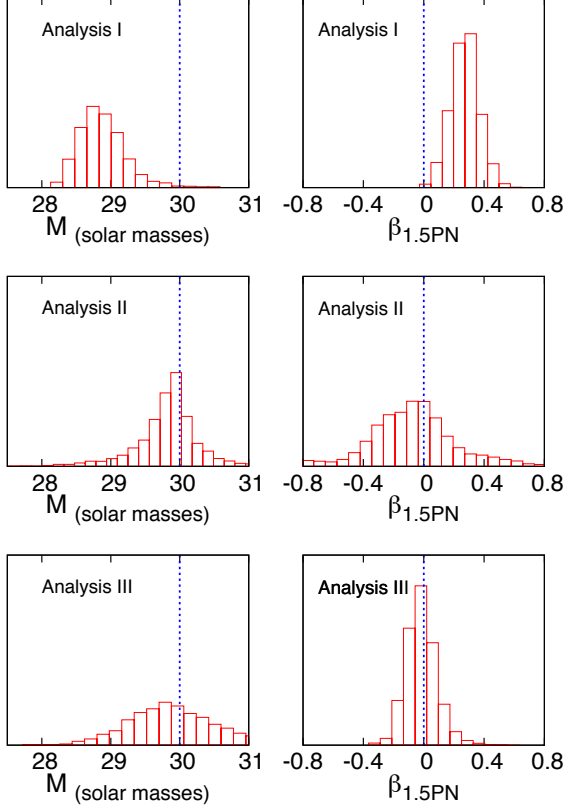 Analysis I
28 29 30 31
M (solar masses)
Analysis I
-0.8 -0.4 0 0.4 0.8
β1.5PN
Analysis II
28 29 30 31
M (solar masses)
Analysis II
-0.8 -0.4 0 0.4 0.8
β1.5PN
Analysis III
28 29 30 31
M (solar masses)
Analysis III
-0.8 -0.4 0 0.4 0.8
β1.5PN